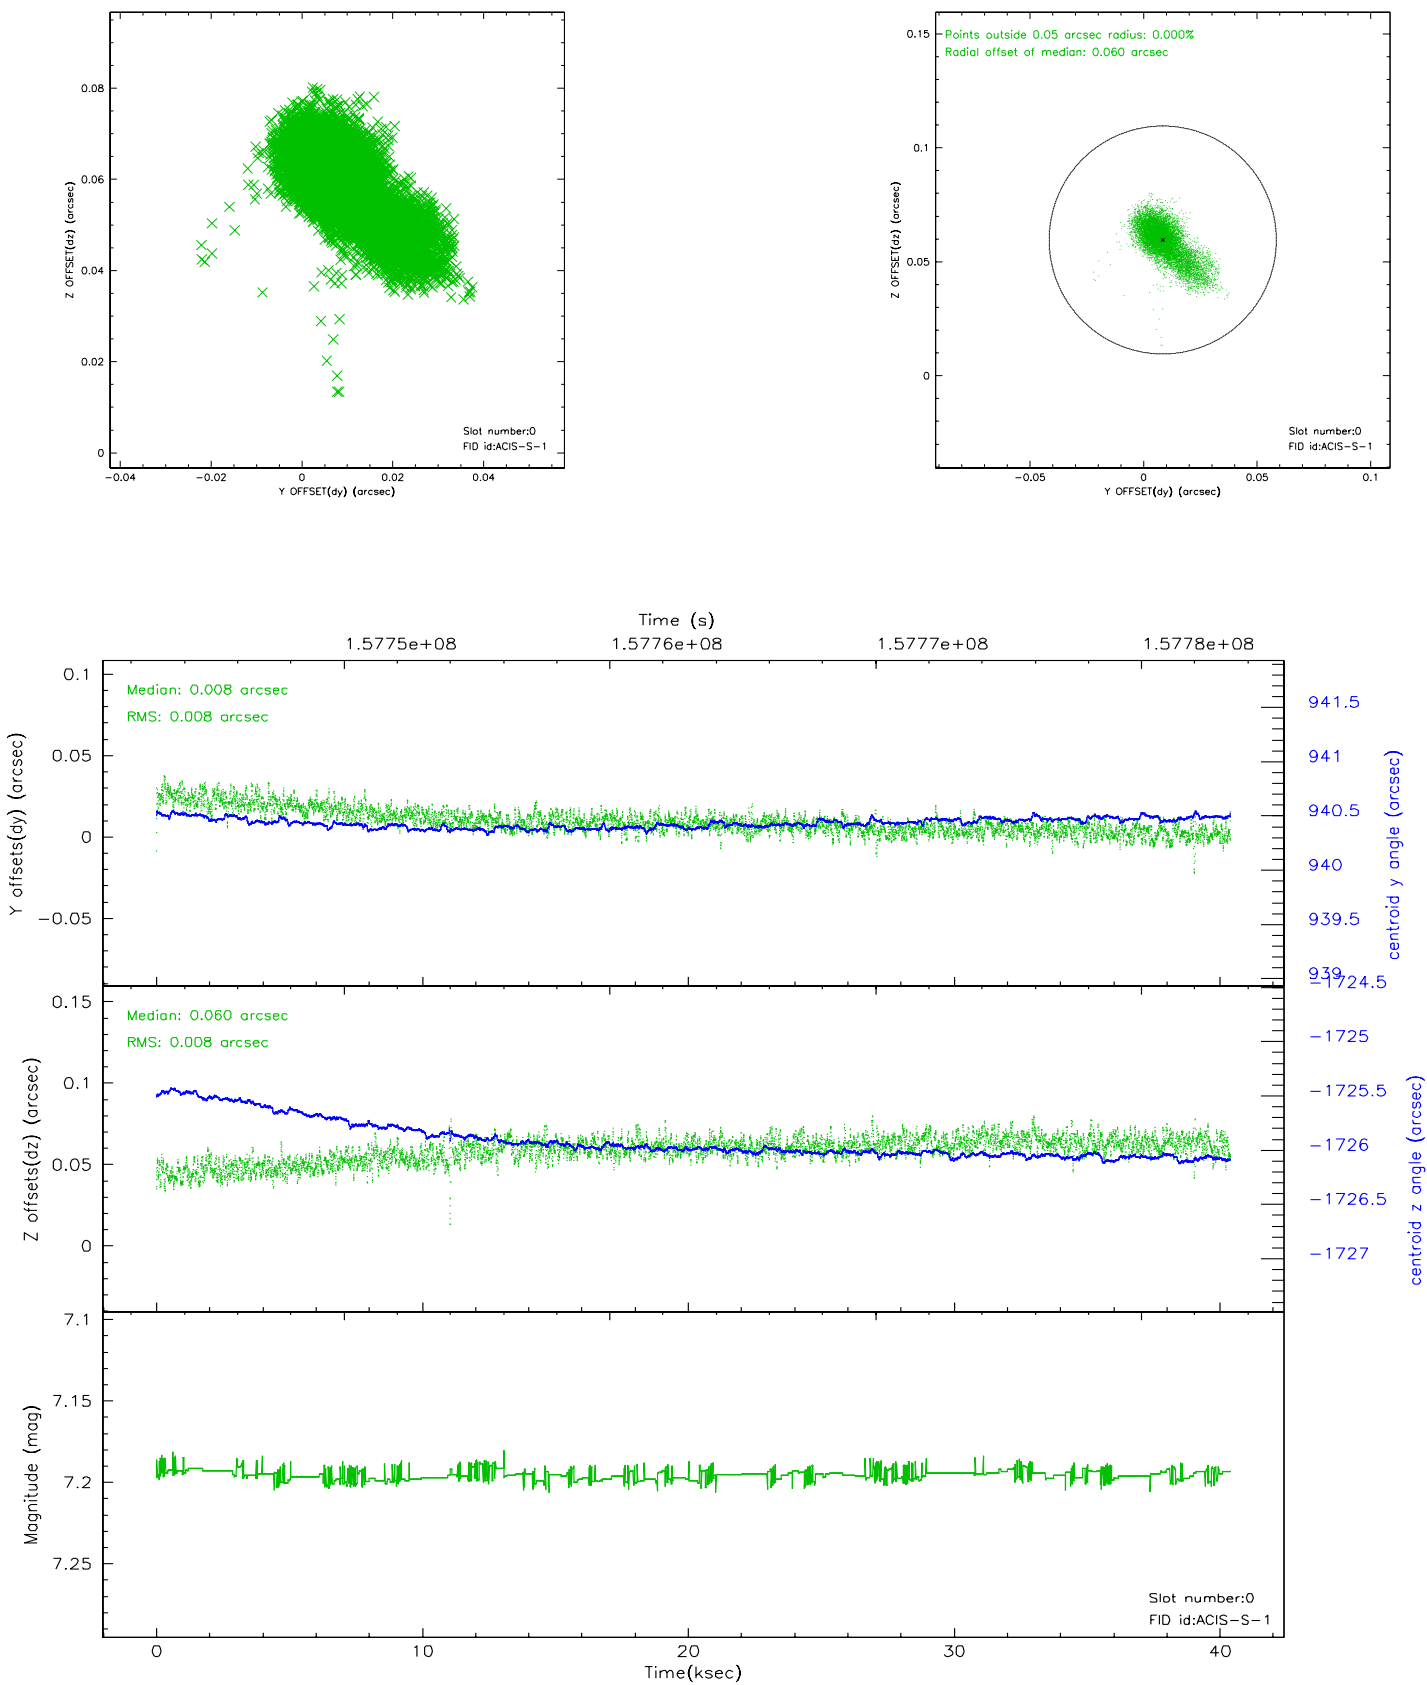 0.08
0.06
0.04
0.02
0
Z OFFSET(dz) (arcsec)
-0.04
-0.02
0
0.02
0.04
Y OFFSET(dy) (arcsec)
Slot number:0
FID id:ACIS-S-1
Points outside 0.05 arcsec radius: 0.000%
Radial offset of median: 0.060 arcsec
0.15
0.1
0.05
0
Z OFFSET(dz) (arcsec)
-0.05
0
0.05
0.1
Y OFFSET(dy) (arcsec)
Slot number:0
FID id:ACIS-S-1
Time (s)
1.5775e+08
1.5776e+08
1.5777e+08
1.5778e+08
Median: 0.008 arcsec
RMS: 0.008 arcsec
0.1
0.05
0
-0.05
Y offsets(dy) (arcsec)
941.5
941
940.5
940
939.5
939
centroid y angle (arcsec)
Median: 0.060 arcsec
RMS: 0.008 arcsec
0.15
0.1
0.05
0
Z offsets(dz) (arcsec)
-1724.5
-1725
-1725.5
-1726
-1726.5
-1727
centroid z angle (arcsec)
7.1
7.15
7.2
7.25
Magnitude (mag)
Slot number:0
FID id:ACIS-S-1
0
10
20
30
40
Time(ksec)